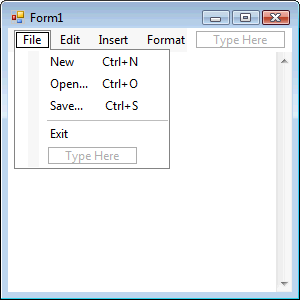 Form1
File Edit Insert Format Type Here
New Ctrl+N
Open... Ctrl+O
Save... Ctrl+S
Exit
Type Here